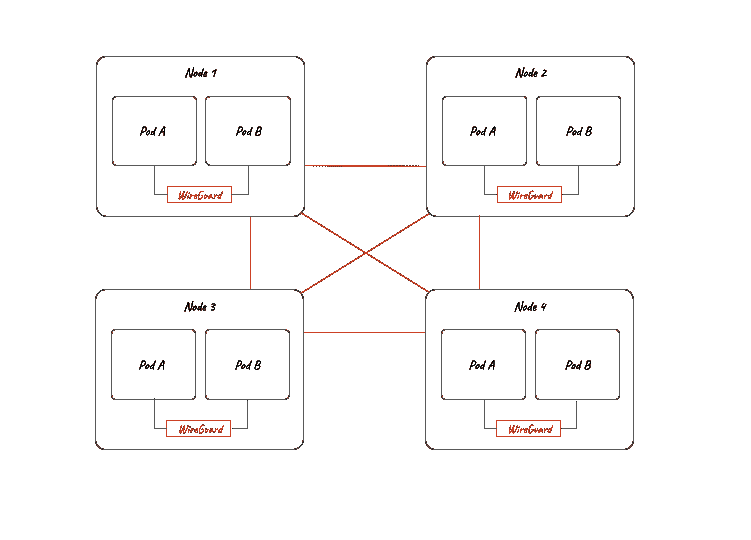 Node 1
Pod A
Pod B
WireGuard
Node 2
Pod A
Pod B
WireGuard
Node 3
Pod A
Pod B
WireGuard
Node 4
Pod A
Pod B
WireGuard